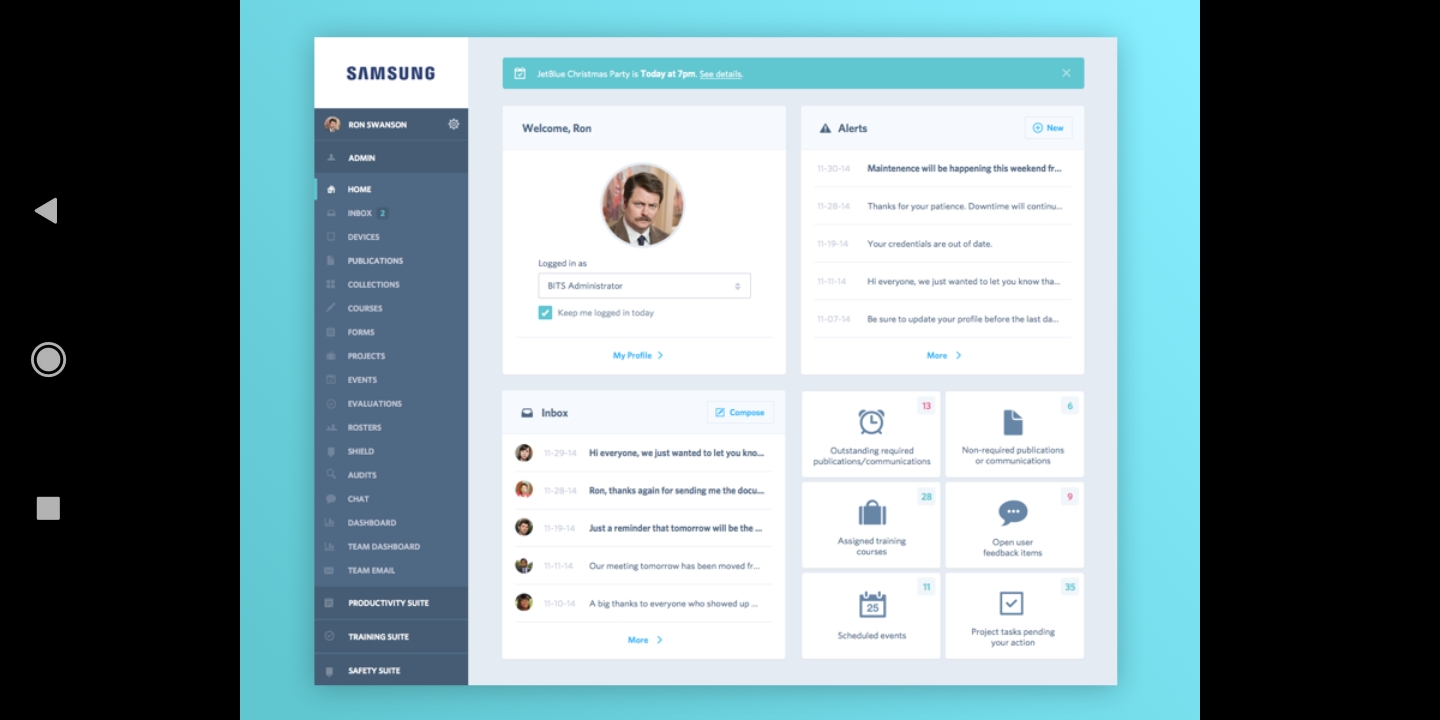 SAMSUNG
RON SWANSON
ADMIN
HOME
INBOX 2
DEVICES
PUBLICATIONS
COLLECTIONS
COURSES
FORMS
PROJECTS
EVENTS
EVALUATIONS
ROSTERS
SHIELD
AUDITS
CHAT
DASHBOARD
TEAM DASHBOARD
TEAM EMAIL
PRODUCTIVITY SUITE
TRAINING SUITE
SAFETY SUITE
JetBlue Christmas Party is Today at 7pm. See details.
Welcome, Ron
Logged in as
BITS Administrator
Keep me logged in today
My Profile
Alerts
New
11-30-14 Maintenence will be happening this weekend fr...
11-28-14 Thanks for your patience. Downtime will continu...
11-19-14 Your credentials are out of date.
11-11-14 Hi everyone, we just wanted to let you know tha...
11-07-14 Be sure to update your profile before the last da...
More
Inbox
Compose
11-29-14 Hi everyone, we just wanted to let you kno...
11-28-14 Ron, thanks again for sending me the docu...
11-19-14 Just a reminder that tomorrow will be the ...
11-11-14 Our meeting tomorrow has been moved fr...
11-10-14 A big thanks to everyone who showed up ...
More
13
Outstanding required
publications/communications
6
Non-required publications
or communications
28
Assigned training
courses
9
Open user
feedback items
11
25
Scheduled events
35
Project tasks pending
your action